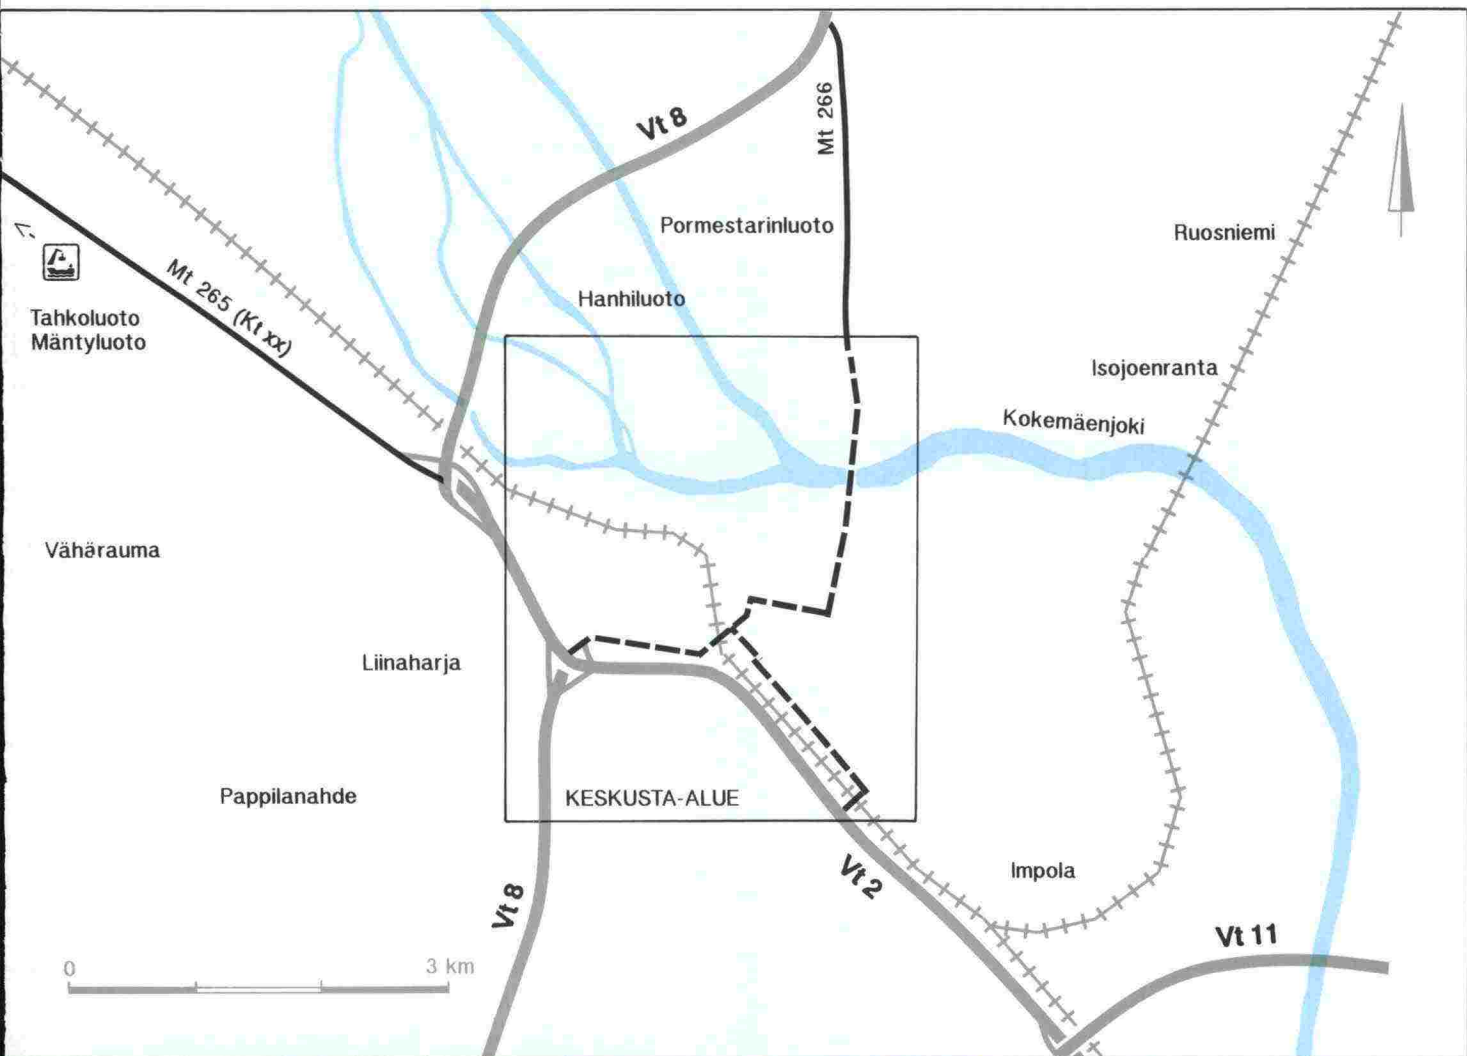 Vt 8
Mt 266
Pormestarinluoto
Ruosniemi
Hanhiluoto
Mt 265 (Kt xx)
Tahkoluoto
Mäntyluoto
Isojoenranta
Kokemäenjoki
Vähärauma
Liinaharja
Pappilanahde
KESKUSTA-ALUE
Vt 2
Impola
Vt 8
Vt 11
0
3 km